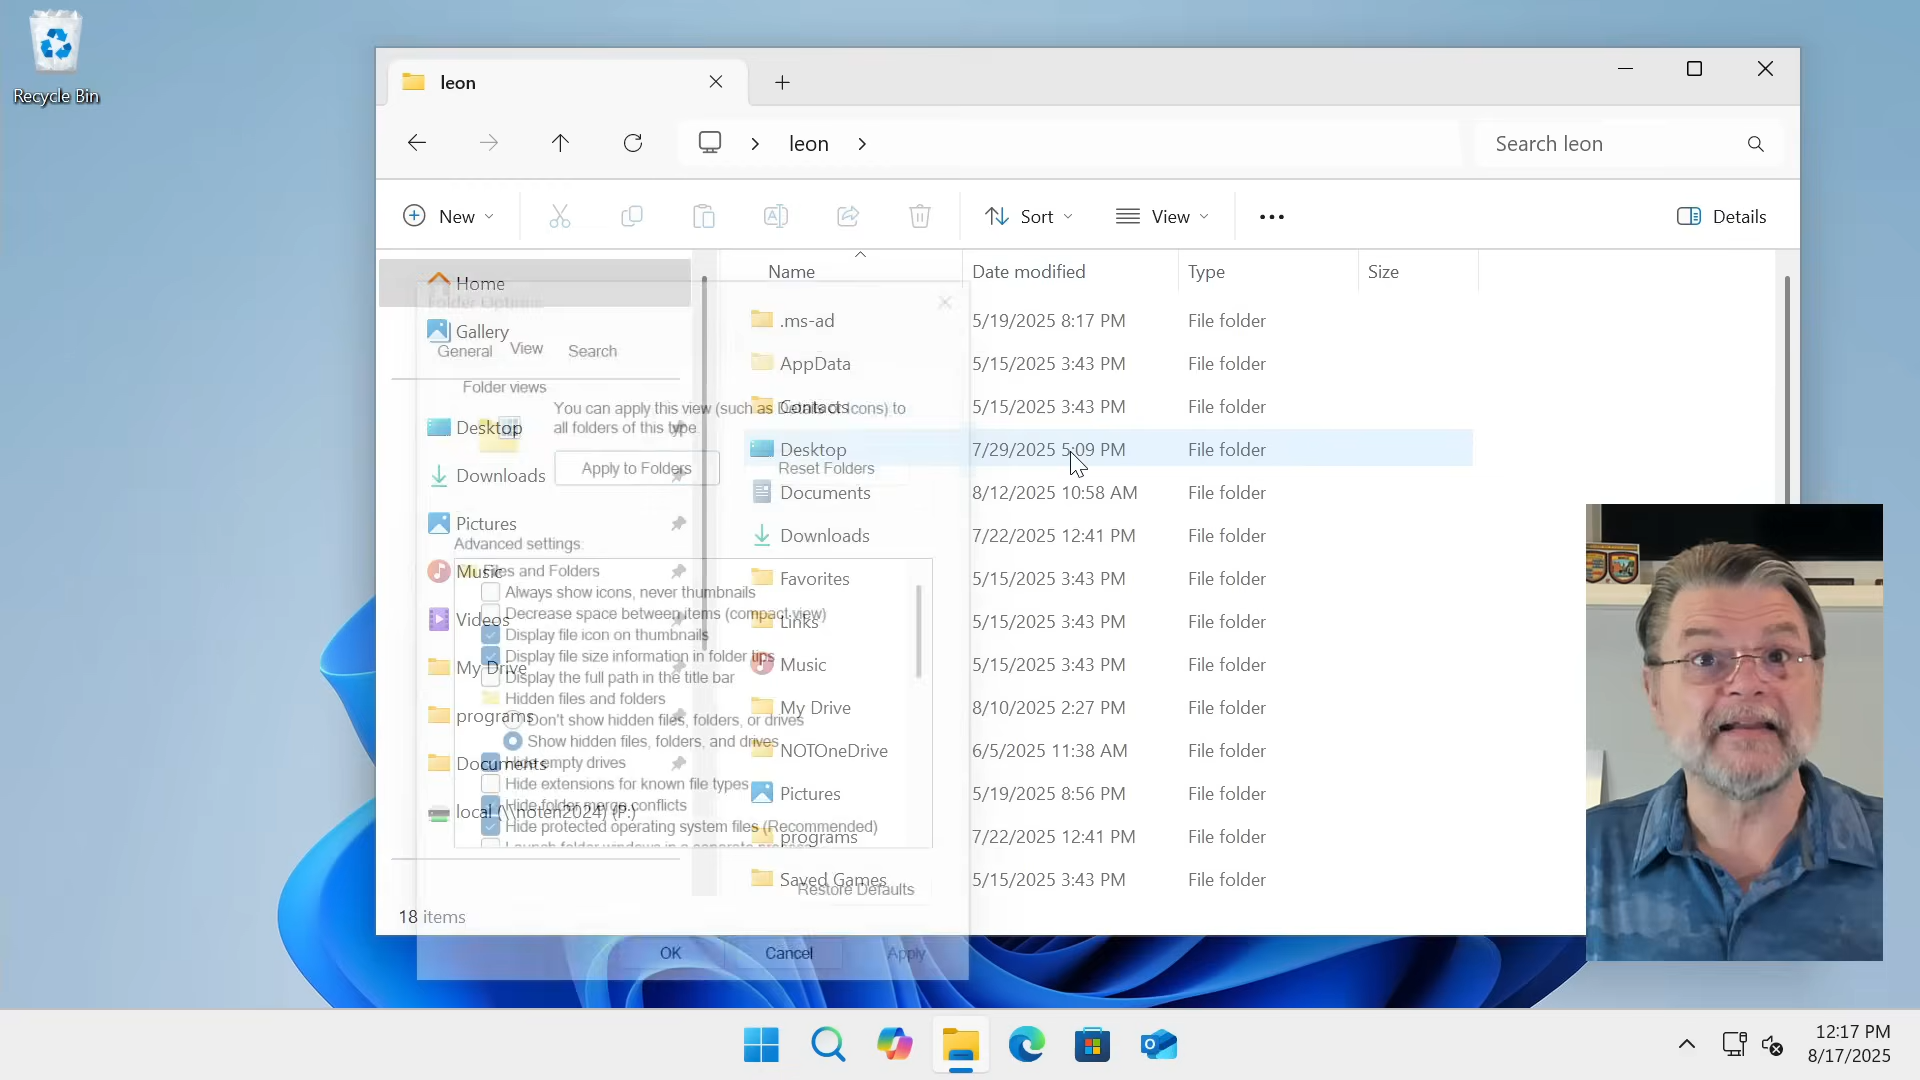 Recycle Bin
leon
leon
Search leon
New
Sort
View
Details
Home
Gallery
Desktop
Downloads
Pictures
Music
Videos
My Drive
programs
Documents
local (\\noten2024) (P:)
Name
Date modified
Type
Size
.ms-ad 5/19/2025 8:17 PM File folder
AppData 5/15/2025 3:43 PM File folder
Contacts 5/15/2025 3:43 PM File folder
Desktop 7/29/2025 5:09 PM File folder
Documents 8/12/2025 10:58 AM File folder
Downloads 7/22/2025 12:41 PM File folder
Favorites 5/15/2025 3:43 PM File folder
Links 5/15/2025 3:43 PM File folder
Music 5/15/2025 3:43 PM File folder
My Drive 8/10/2025 2:27 PM File folder
NOTOneDrive 6/5/2025 11:38 AM File folder
Pictures 5/19/2025 8:56 PM File folder
programs 7/22/2025 12:41 PM File folder
Saved Games 5/15/2025 3:43 PM File folder
18 items
Folder Options
General View Search
Folder views
You can apply this view (such as Details or Icons) to
all folders of this type.
Apply to Folders
Reset Folders
Advanced settings:
Files and Folders
Always show icons, never thumbnails
Decrease space between items (compact view)
Display file icon on thumbnails
Display file size information in folder tips
Display the full path in the title bar
Hidden files and folders
Don't show hidden files, folders, or drives
Show hidden files, folders, and drives
Hide empty drives
Hide extensions for known file types
Hide folder merge conflicts
Hide protected operating system files (Recommended)
Launch folder windows in a separate process
Restore Defaults
OK
Cancel
Apply
12:17 PM
8/17/2025